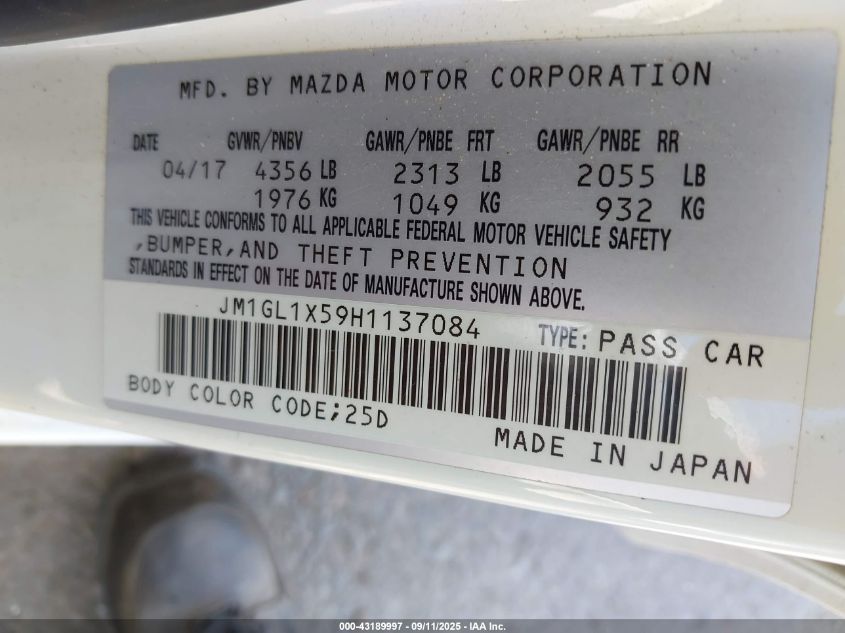 MFD. BY MAZDA MOTOR CORPORATION
DATE GVWR/PNBV GAWR/PNBE FRT GAWR/PNBE RR
04/17 4356 LB 2313 LB 2055 LB
1976 KG 1049 KG 932 KG
THIS VEHICLE CONFORMS TO ALL APPLICABLE FEDERAL MOTOR VEHICLE SAFETY
,BUMPER,AND THEFT PREVENTION
STANDARDS IN EFFECT ON THE DATE OF MANUFACTURE SHOWN ABOVE.
JM1GL1X59H1137084 TYPE: PASS CAR
BODY COLOR CODE;25D
MADE IN JAPAN
000-43189997 - 09/11/2025 - IAA Inc.